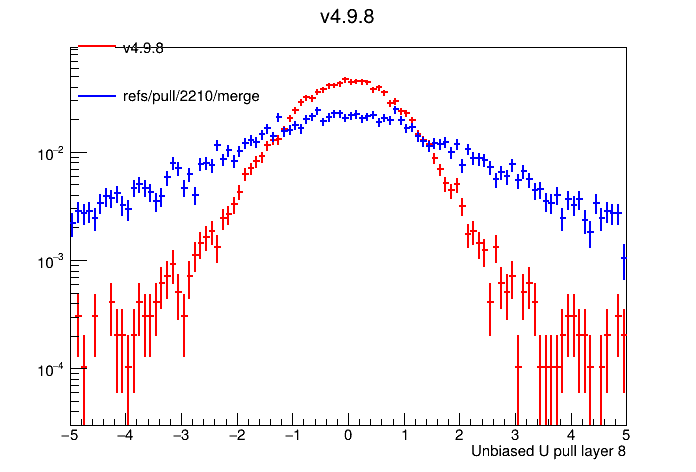 v4.9.8
v4.9.8
refs/pull/2210/merge
10−2
10−3
10−4
−5 −4 −3 −2 −1 0 1 2 3 4 5
Unbiased U pull layer 8